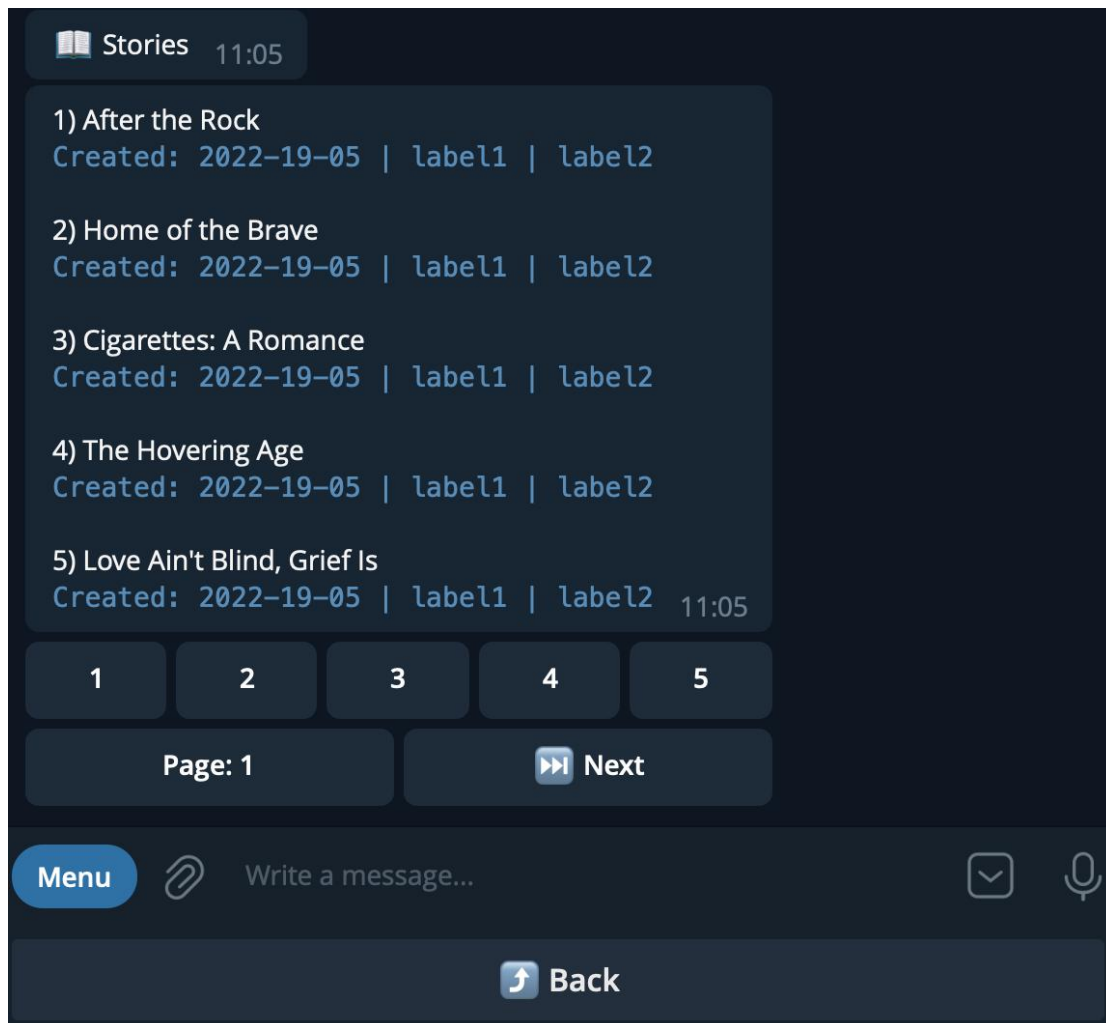 📖 Stories 11:05
1) After the Rock
Created: 2022–19–05 | label1 | label2
2) Home of the Brave
Created: 2022–19–05 | label1 | label2
3) Cigarettes: A Romance
Created: 2022–19–05 | label1 | label2
4) The Hovering Age
Created: 2022–19–05 | label1 | label2
5) Love Ain't Blind, Grief Is
Created: 2022–19–05 | label1 | label2 11:05
1 2 3 4 5
Page: 1 ⏭ Next
Menu Write a message...
⤴ Back